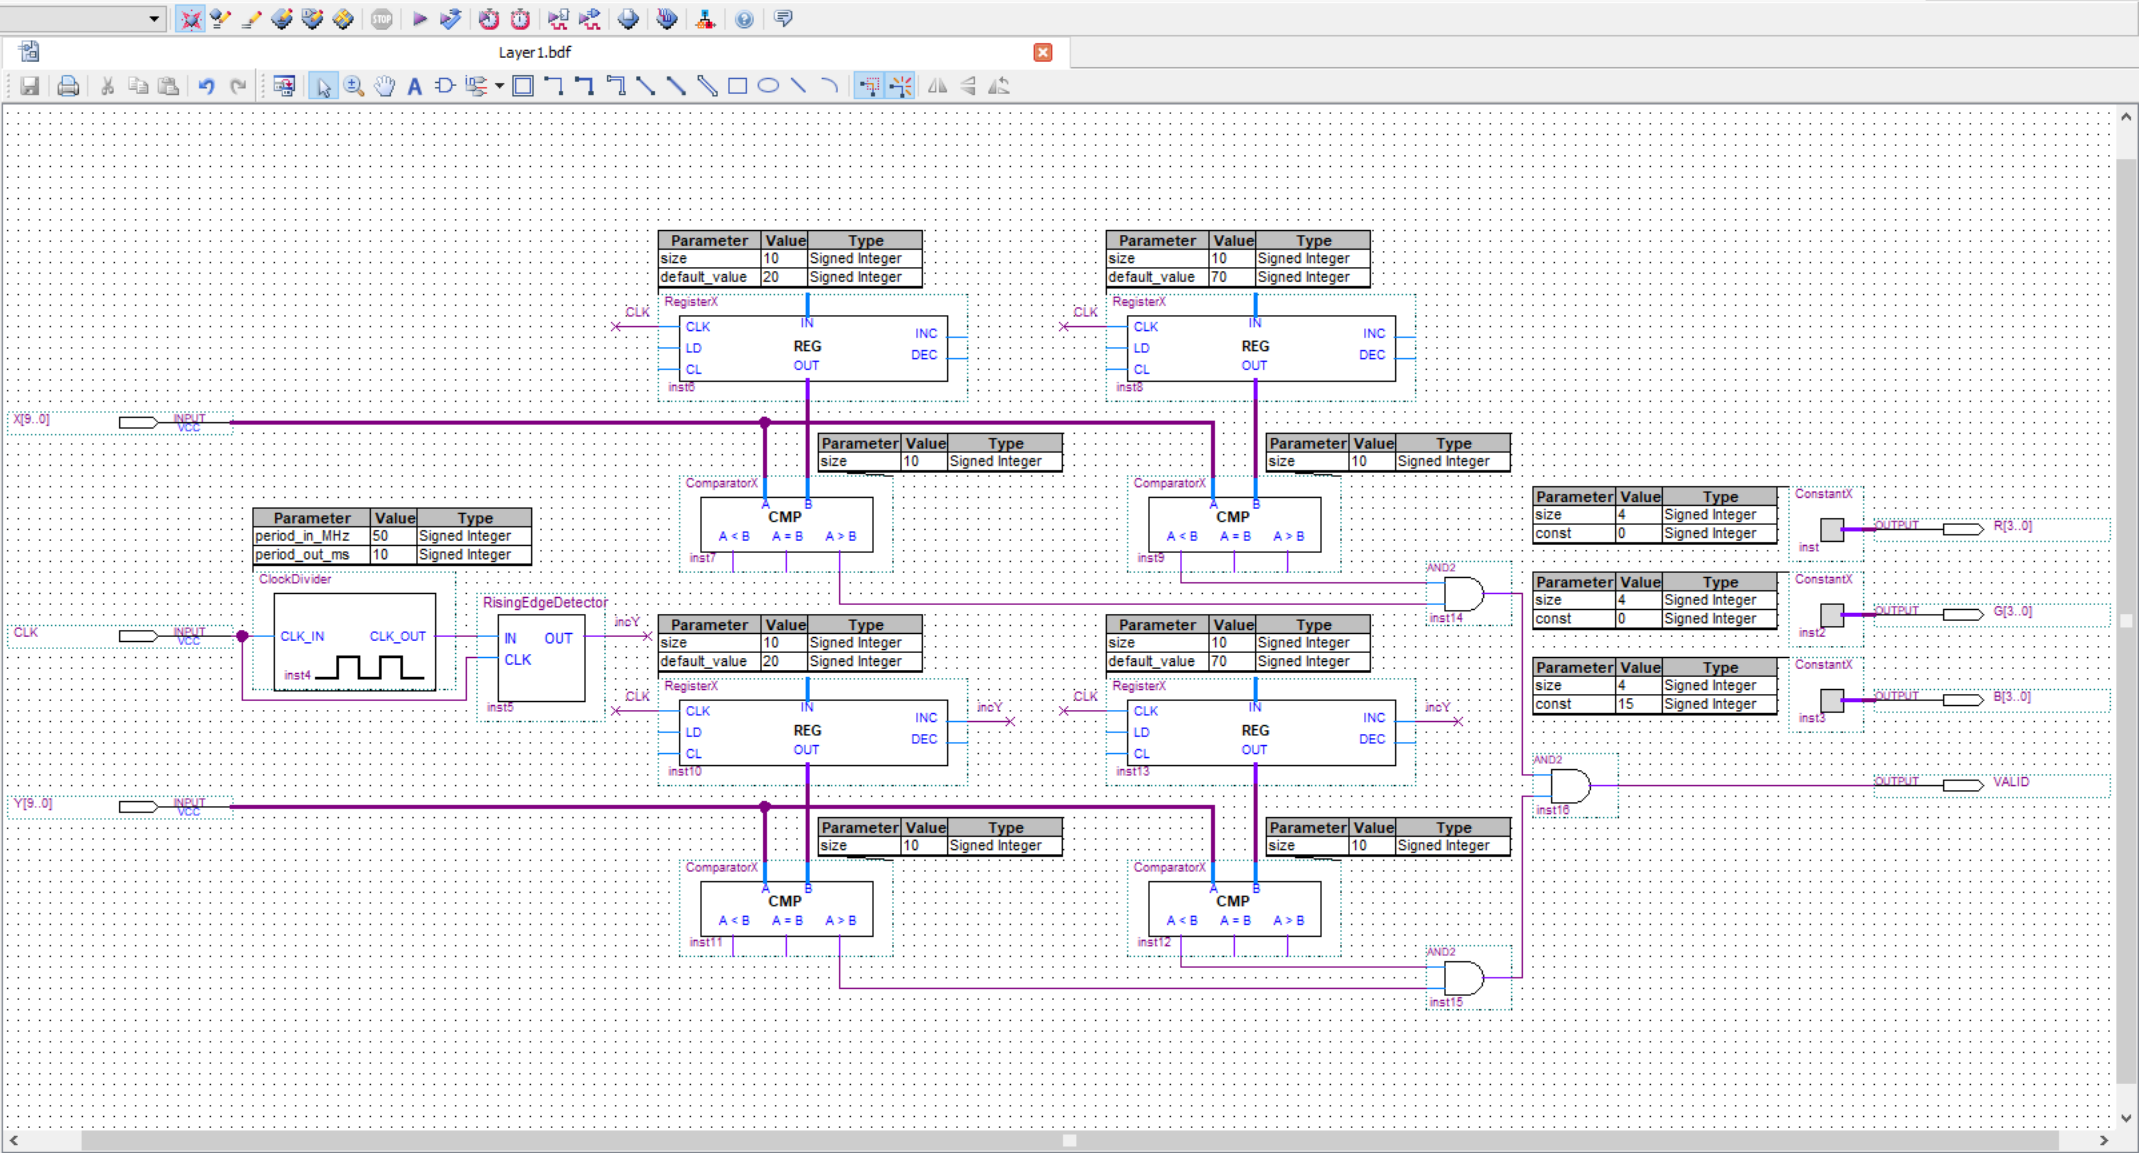 STOP
Layer1.bdf
Parameter Value Type
size 10 Signed Integer
default_value 20 Signed Integer
RegisterX
CLK
CLK IN INC
LD REG DEC
CL OUT
inst6
Parameter Value Type
size 10 Signed Integer
default_value 70 Signed Integer
RegisterX
CLK
CLK IN INC
LD REG DEC
CL OUT
inst8
X[9..0] INPUT
VCC
Parameter Value Type
size 10 Signed Integer
ComparatorX
A B
CMP
A < B A = B A > B
inst7
Parameter Value Type
size 10 Signed Integer
ComparatorX
A B
CMP
A < B A = B A > B
inst9
AND2
inst14
Parameter Value Type
size 4 Signed Integer
const 0 Signed Integer
ConstantX
inst
OUTPUT R[3..0]
Parameter Value Type
size 4 Signed Integer
const 0 Signed Integer
ConstantX
inst2
OUTPUT G[3..0]
Parameter Value Type
size 4 Signed Integer
const 15 Signed Integer
ConstantX
inst3
OUTPUT B[3..0]
Parameter Value Type
period_in_MHz 50 Signed Integer
period_out_ms 10 Signed Integer
ClockDivider
CLK INPUT
VCC
CLK_IN CLK_OUT
inst4
RisingEdgeDetector
IN OUT
CLK
inst5
incY
Parameter Value Type
size 10 Signed Integer
default_value 20 Signed Integer
RegisterX
CLK
CLK IN INC
LD REG DEC
CL OUT
inst10
incY
Parameter Value Type
size 10 Signed Integer
default_value 70 Signed Integer
RegisterX
CLK
CLK IN INC
LD REG DEC
CL OUT
inst13
incY
AND2
inst16
OUTPUT VALID
Y[9..0] INPUT
VCC
Parameter Value Type
size 10 Signed Integer
ComparatorX
A B
CMP
A < B A = B A > B
inst11
Parameter Value Type
size 10 Signed Integer
ComparatorX
A B
CMP
A < B A = B A > B
inst12
AND2
inst15